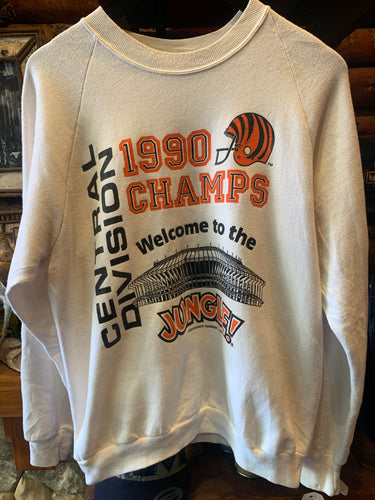 CENTRAL
DIVISION
1990
CHAMPS
Welcome to the
JUNGLE!